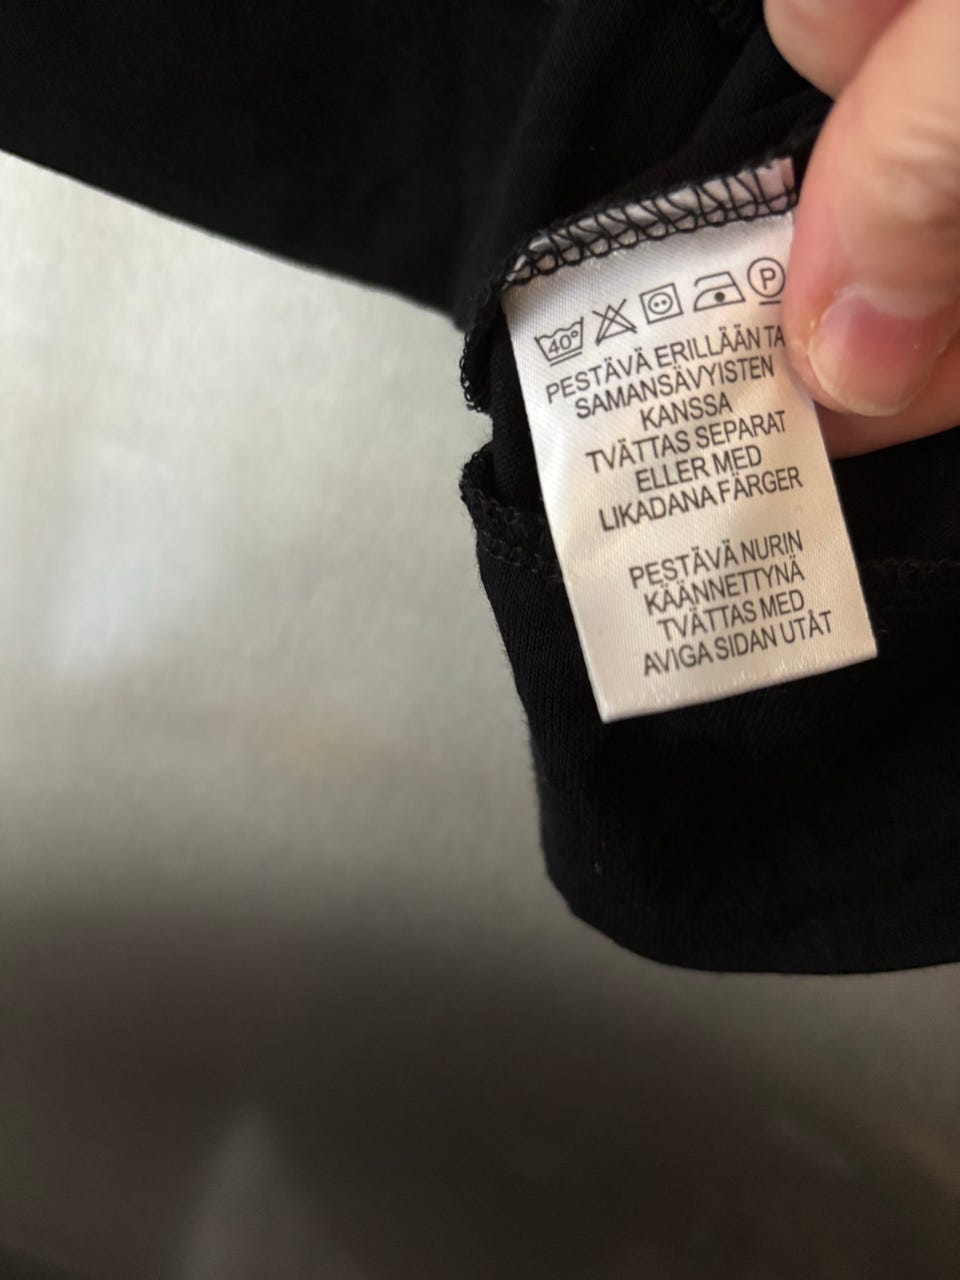 40° P
PESTÄVÄ ERILLÄÄN TA
SAMANSÄVYISTEN
KANSSA
TVÄTTAS SEPARAT
ELLER MED
LIKADANA FÄRGER
PESTÄVÄ NURIN
KÄÄNNETTYNÄ
TVÄTTAS MED
AVIGA SIDAN UTÅT